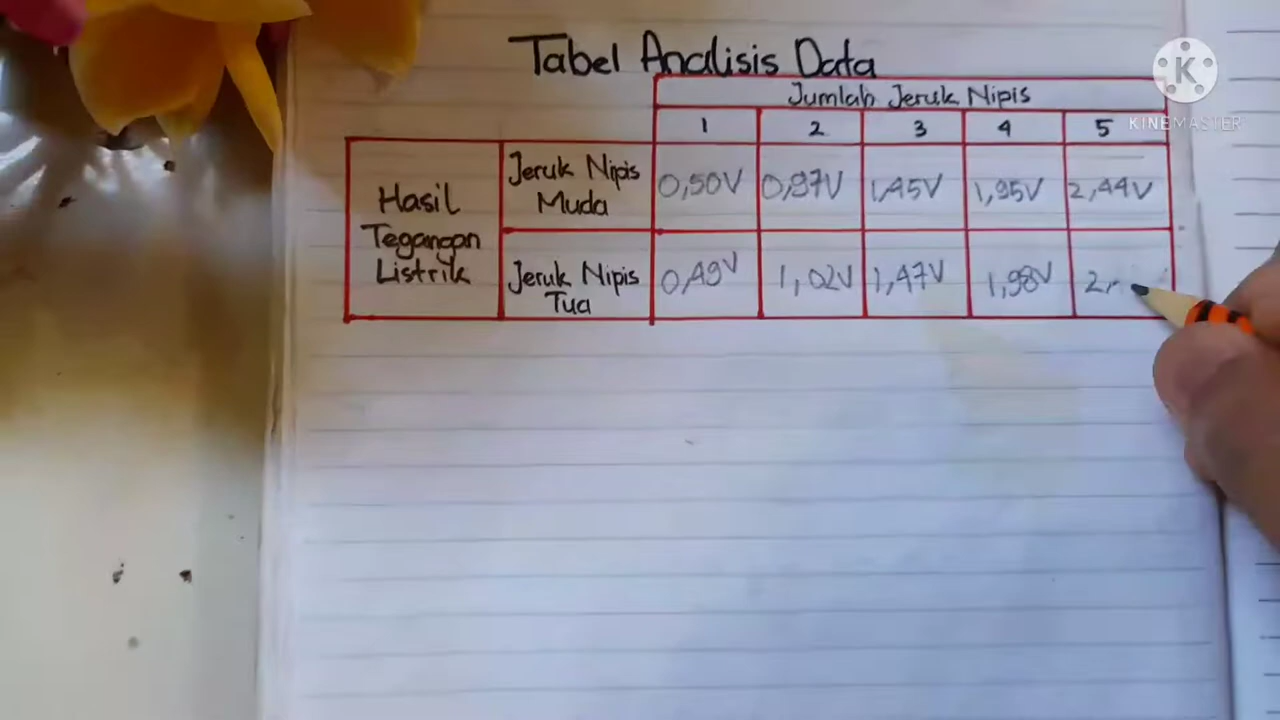 Tabel Analisis Data
K
KINEMASTER
Jumlah Jeruk Nipis
1 2 3 4 5
Hasil Tegangan Listrik
Jeruk Nipis Muda
0,50V 0,97V 1,45V 1,95V 2,44V
Jeruk Nipis Tua
0,49V 1,02V 1,47V 1,98V